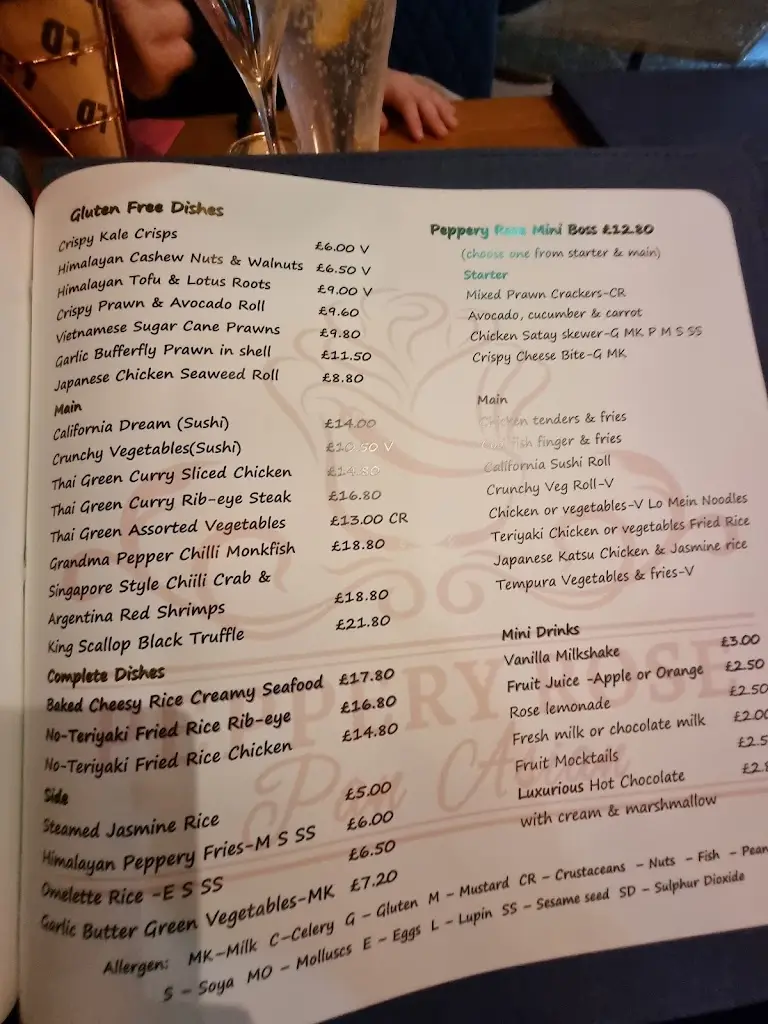 Gluten Free Dishes
Crispy Kale Crisps £6.00 V
Himalayan Cashew Nuts & Walnuts £6.50 V
Himalayan Tofu & Lotus Roots £9.00 V
Crispy Prawn & Avocado Roll £9.60
Vietnamese Sugar Cane Prawns £9.80
Garlic Bufferfly Prawn in shell £11.50
Japanese Chicken Seaweed Roll £8.80
Main
California Dream (Sushi) £14.00
Crunchy Vegetables(Sushi) £10.50 V
Thai Green Curry Sliced Chicken £14.80
Thai Green Curry Rib-eye Steak £16.80
Thai Green Assorted Vegetables £13.00 CR
Grandma Pepper Chilli Monkfish £18.80
Singapore Style Chiili Crab &
Argentina Red Shrimps £18.80
King Scallop Black Truffle £21.80
Complete Dishes
Baked Cheesy Rice Creamy Seafood £17.80
No-Teriyaki Fried Rice Rib-eye £16.80
No-Teriyaki Fried Rice Chicken £14.80
Side
Steamed Jasmine Rice £5.00
Himalayan Peppery Fries-M S SS £6.00
Omelette Rice -E S SS £6.50
Garlic Butter Green Vegetables-MK £7.20
Peppery Rose Mini Boss £12.80
(choose one from starter & main)
Starter
Mixed Prawn Crackers-CR
Avocado, cucumber & carrot
Chicken Satay skewer-G MK P M S SS
Crispy Cheese Bite-G MK
Main
Chicken tenders & fries
fish finger & fries
California Sushi Roll
Crunchy Veg Roll-V
Chicken or vegetables-V Lo Mein Noodles
Teriyaki Chicken or vegetables Fried Rice
Japanese Katsu Chicken & Jasmine rice
Tempura Vegetables & fries-V
Mini Drinks
Vanilla Milkshake £3.00
Fruit Juice -Apple or Orange £2.50
Rose lemonade £2.50
Fresh milk or chocolate milk £2.00
Fruit Mocktails £2.5
Luxurious Hot Chocolate £2.8
with cream & marshmallow
Allergen: MK-Milk C-Celery G - Gluten M - Mustard CR - Crustaceans - Nuts - Fish - Pean
S - Soya MO - Molluscs E - Eggs L - Lupin SS - Sesame seed SD - Sulphur Dioxide